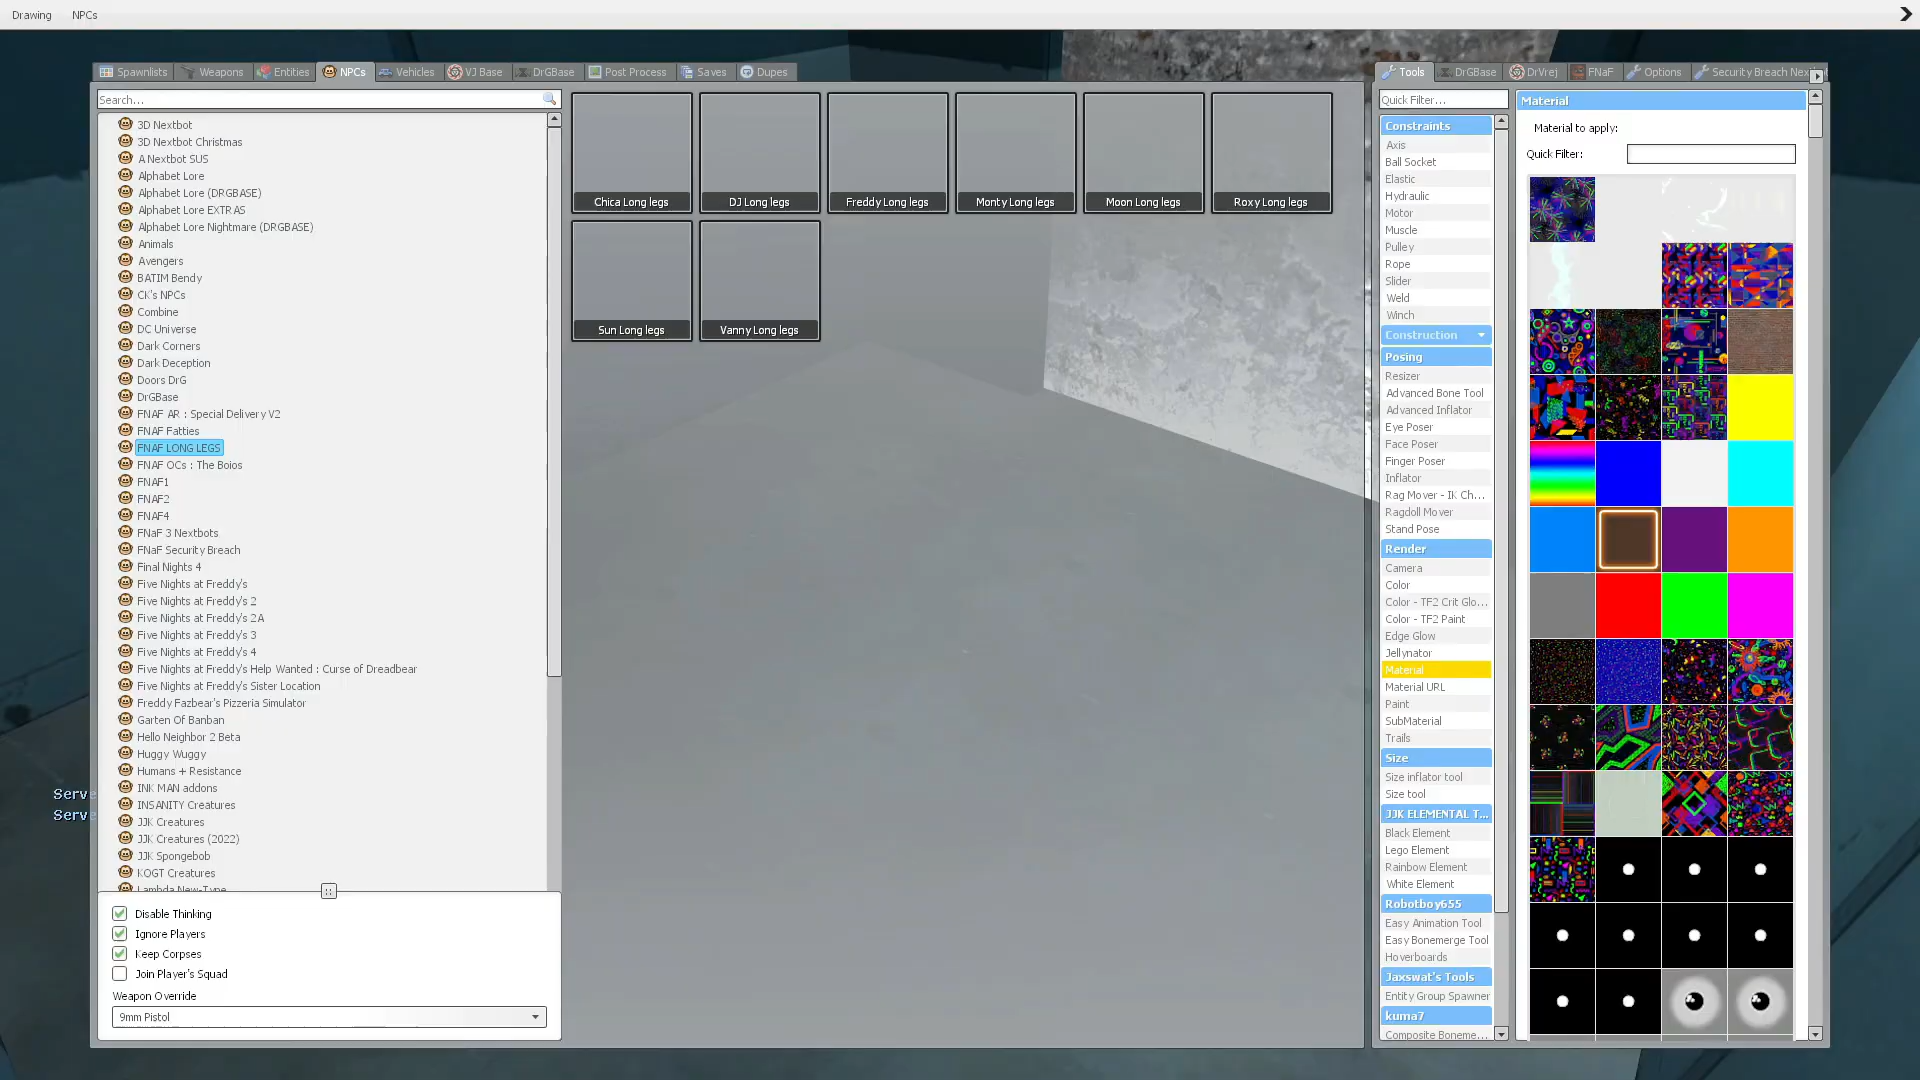 Drawing NPCs
Spawnlists Weapons Entities NPCs Vehicles VJ Base DrGBase Post Process Saves Dupes
Search...
3D Nextbot
3D Nextbot Christmas
A Nextbot SUS
Alphabet Lore
Alphabet Lore (DRGBASE)
Alphabet Lore EXTRAS
Alphabet Lore Nightmare (DRGBASE)
Animals
Avengers
BATIM Bendy
CK's NPCs
Combine
DC Universe
Dark Corners
Dark Deception
Doors DrG
DrGBase
FNAF AR : Special Delivery V2
FNAF Fatties
FNAF LONG LEGS
FNAF OCs : The Boios
FNAF1
FNAF2
FNAF4
FNaF 3 Nextbots
FNaF Security Breach
Final Nights 4
Five Nights at Freddy's
Five Nights at Freddy's 2
Five Nights at Freddy's 2A
Five Nights at Freddy's 3
Five Nights at Freddy's 4
Five Nights at Freddy's Help Wanted : Curse of Dreadbear
Five Nights at Freddy's Sister Location
Freddy Fazbear's Pizzeria Simulator
Garten Of Banban
Hello Neighbor 2 Beta
Huggy Wuggy
Humans + Resistance
INK MAN addons
INSANITY Creatures
JJK Creatures
JJK Creatures (2022)
JJK Spongebob
KOGT Creatures
Lambda New-Type
Serve
Serve
Disable Thinking
Ignore Players
Keep Corpses
Join Player's Squad
Weapon Override
9mm Pistol
Chica Long legs
DJ Long legs
Freddy Long legs
Monty Long legs
Moon Long legs
Roxy Long legs
Sun Long legs
Vanny Long legs
Tools DrGBase DrVrej FNaF Options Security Breach Next
Quick Filter...
Constraints
Axis
Ball Socket
Elastic
Hydraulic
Motor
Muscle
Pulley
Rope
Slider
Weld
Winch
Construction
Posing
Resizer
Advanced Bone Tool
Advanced Inflator
Eye Poser
Face Poser
Finger Poser
Inflator
Rag Mover - IK Ch...
Ragdoll Mover
Stand Pose
Render
Camera
Color
Color - TF2 Crit Glo...
Color - TF2 Paint
Edge Glow
Jellynator
Material
Material URL
Paint
SubMaterial
Trails
Size
Size inflator tool
Size tool
JJK ELEMENTAL T...
Black Element
Lego Element
Rainbow Element
White Element
Robotboy655
Easy Animation Tool
Easy Bonemerge Tool
Hoverboards
Jaxswat's Tools
Entity Group Spawner
kuma7
Composite Boneme...
Material
Material to apply:
Quick Filter: